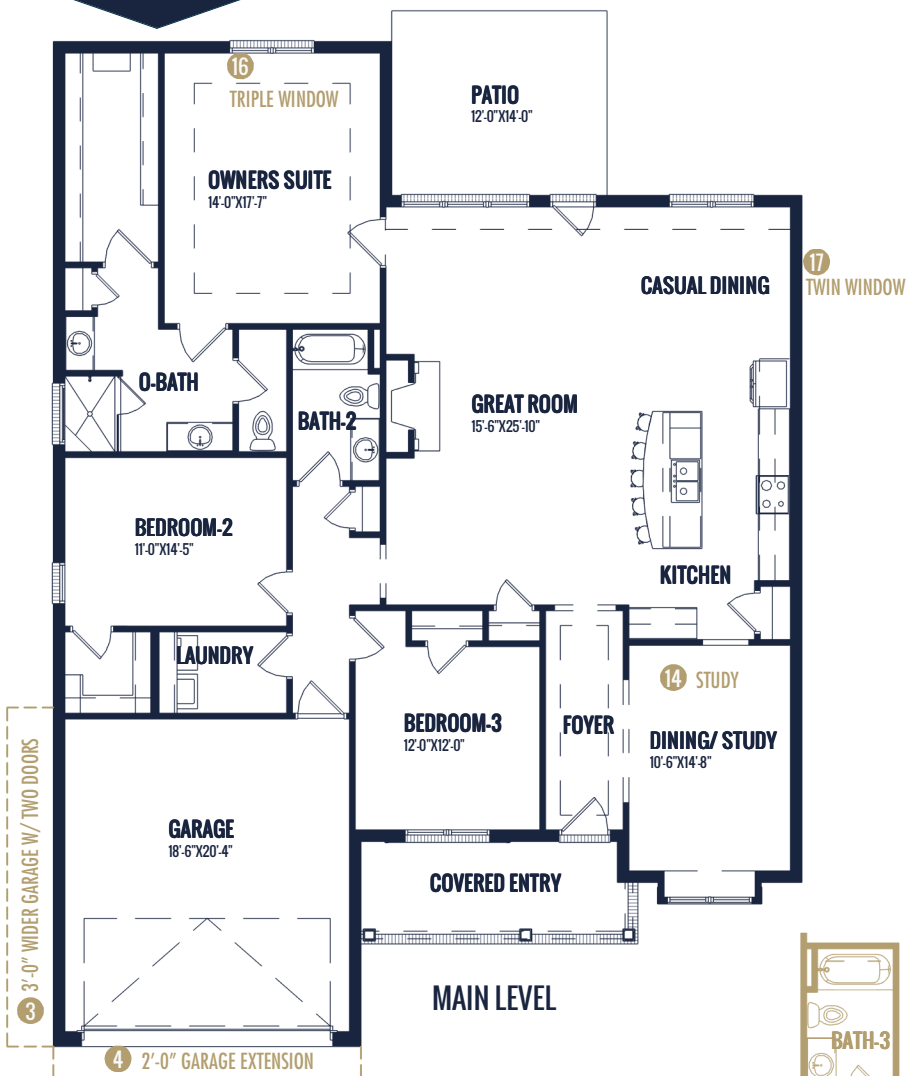 16
TRIPLE WINDOW
PATIO
12'-0"X14'-0"
OWNERS SUITE
14'-0"X17'-7"
17
TWIN WINDOW
CASUAL DINING
O-BATH
BATH-2
GREAT ROOM
15'-6"X25'-10"
BEDROOM-2
11'-0"X14'-5"
KITCHEN
LAUNDRY
14 STUDY
BEDROOM-3
12'-0"X12'-0"
FOYER
DINING/ STUDY
10'-6"X14'-8"
GARAGE
18'-6"X20'-4"
COVERED ENTRY
3 3'-0" WIDER GARAGE W/ TWO DOORS
MAIN LEVEL
BATH-3
4 2'-0" GARAGE EXTENSION